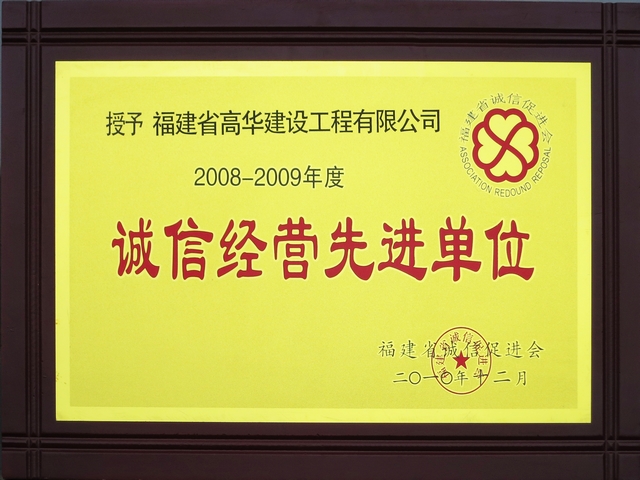 福建省诚信促进会
ASSOCIATION REDOUND REPOSAL
授予 福建省高华建设工程有限公司
2008-2009年度
诚信经营先进单位
福建省诚信促进会
二〇一〇年十二月